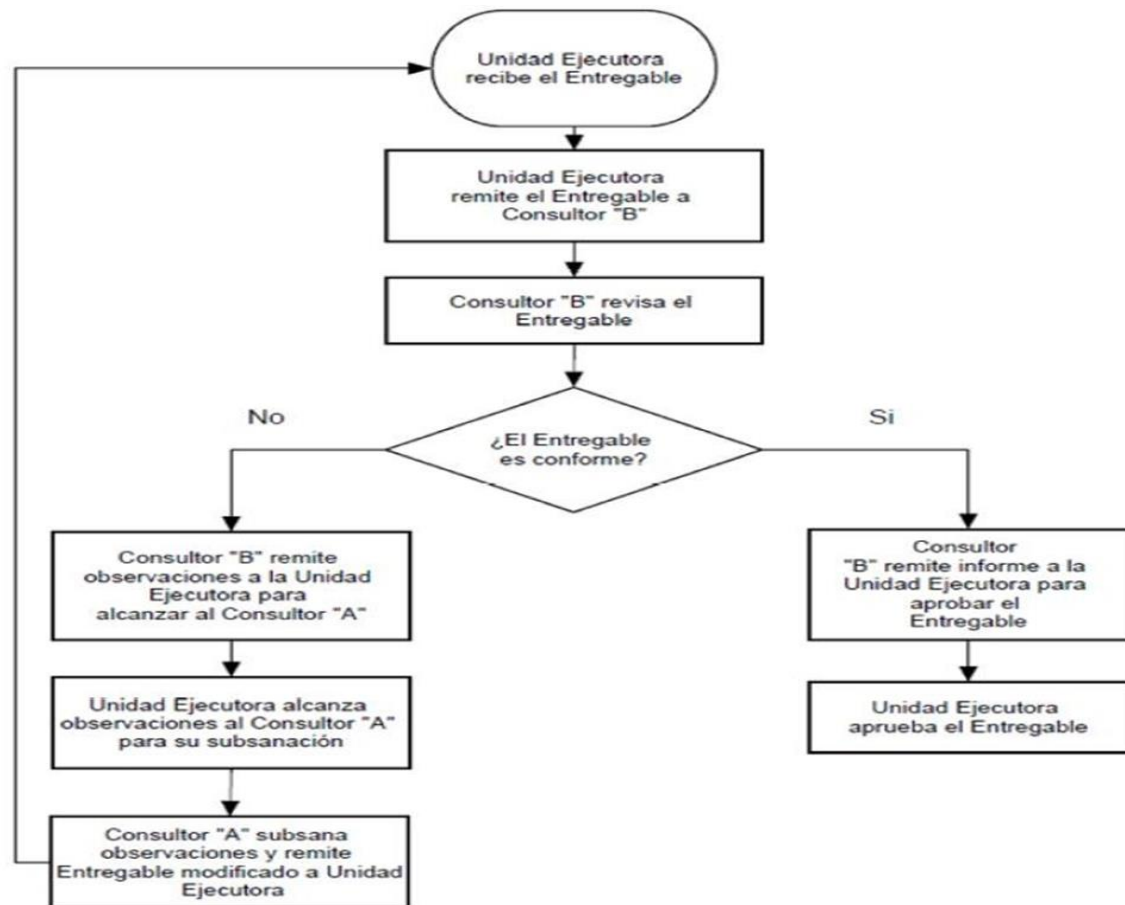 Unidad Ejecutora
recibe el Entregable
Unidad Ejecutora
remite el Entregable a
Consultor "B"
Consultor "B" revisa el
Entregable
¿El Entregable
es conforme?
No
Si
Consultor "B" remite
observaciones a la Unidad
Ejecutora para
alcanzar al Consultor "A"
Unidad Ejecutora alcanza
observaciones al Consultor "A"
para su subsanación
Consultor "A" subsana
observaciones y remite
Entregable modificado a Unidad
Ejecutora
Consultor
"B" remite informe a la
Unidad Ejecutora para
aprobar el
Entregable
Unidad Ejecutora
aprueba el Entregable